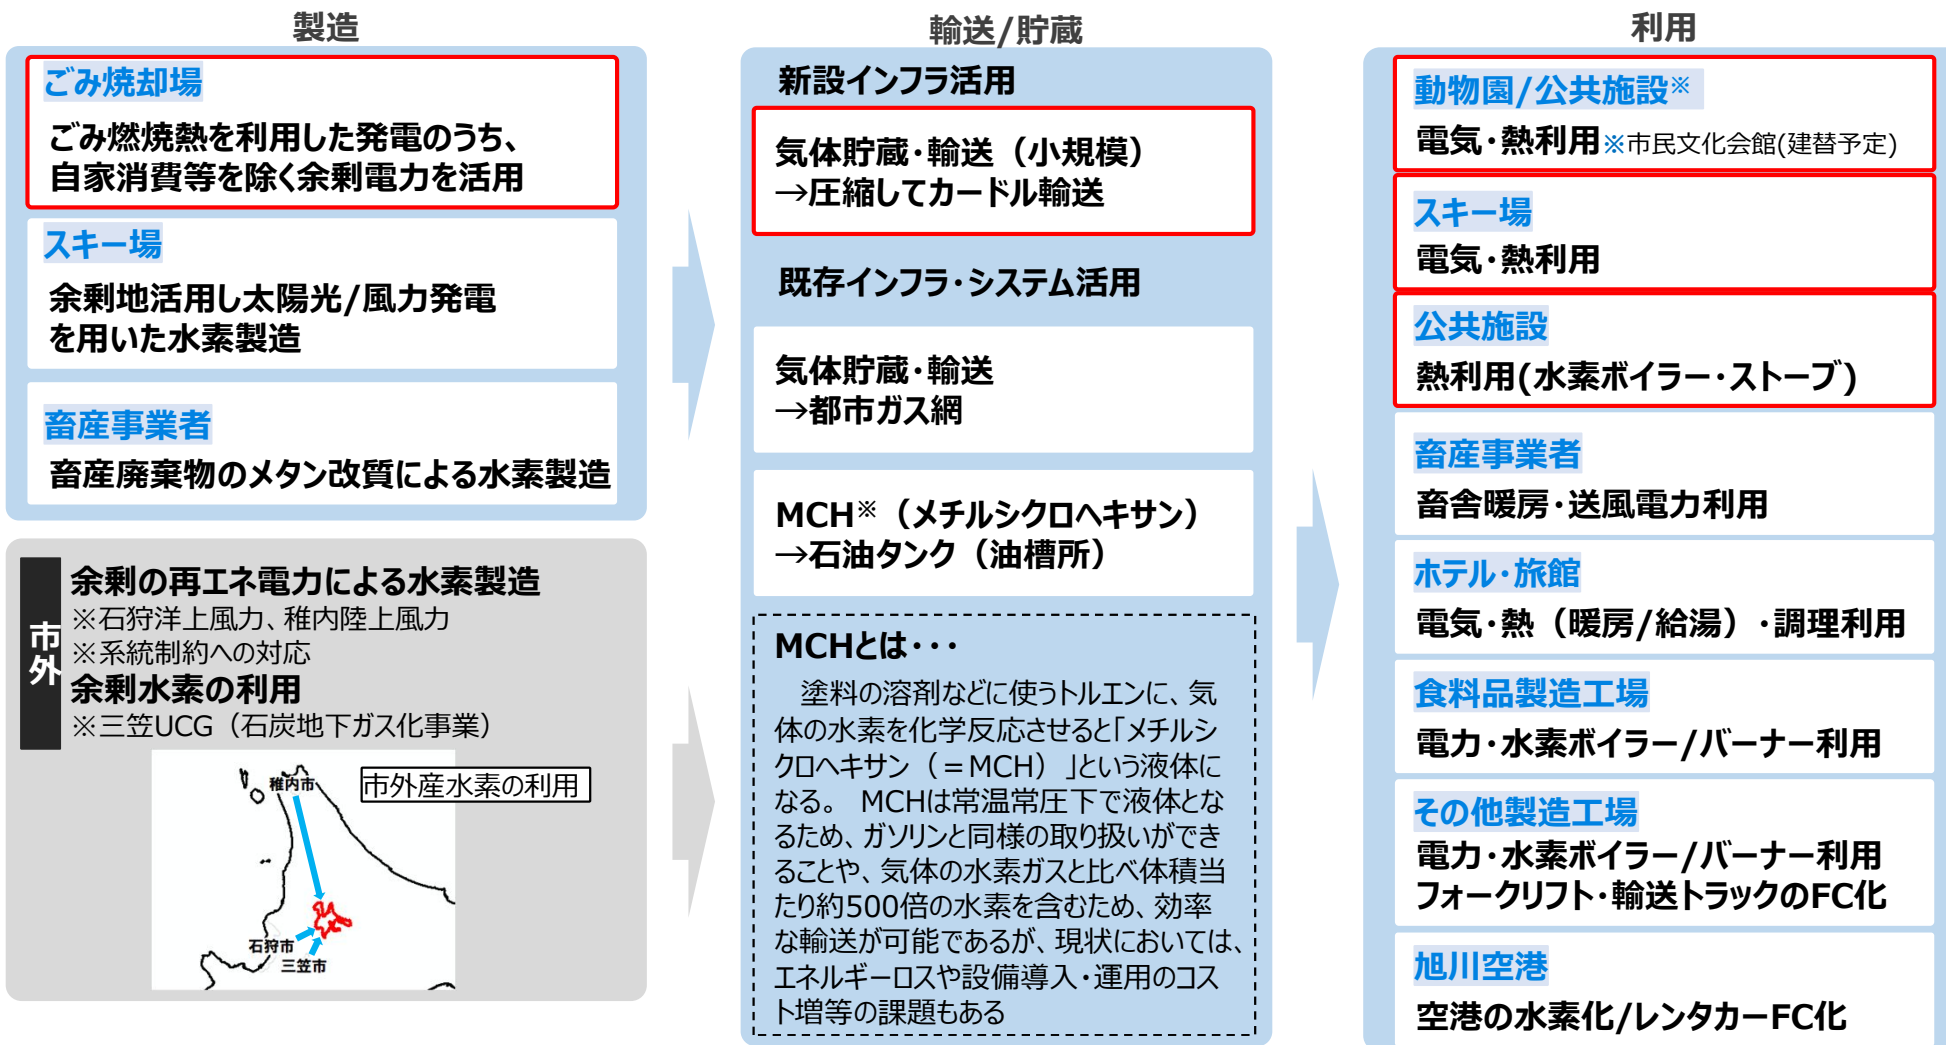 製造
ごみ焼却場
ごみ燃焼熱を利用した発電のうち、
自家消費等を除く余剰電力を活用
スキー場
余剰地活用し太陽光/風力発電
を用いた水素製造
畜産事業者
畜産廃棄物のメタン改質による水素製造
市外
余剰の再エネ電力による水素製造
※石狩洋上風力、稚内陸上風力
※系統制約への対応
余剰水素の利用
※三笠UCG（石炭地下ガス化事業）
市外産水素の利用
稚内市
石狩市
三笠市
輸送/貯蔵
新設インフラ活用
気体貯蔵・輸送（小規模）
→圧縮してカードル輸送
既存インフラ・システム活用
気体貯蔵・輸送
→都市ガス網
MCH※（メチルシクロヘキサン）
→石油タンク（油槽所）
MCHとは・・・
塗料の溶剤などに使うトルエンに、気
体の水素を化学反応させると「メチルシ
クロヘキサン（＝MCH）」という液体に
なる。 MCHは常温常圧下で液体とな
るため、ガソリンと同様の取り扱いができ
ることや、気体の水素ガスと比べ体積当
たり約500倍の水素を含むため、効率
な輸送が可能であるが、現状においては、
エネルギーロスや設備導入・運用のコス
ト増等の課題もある
利用
動物園/公共施設※
電気・熱利用※市民文化会館(建替予定)
スキー場
電気・熱利用
公共施設
熱利用(水素ボイラー・ストーブ)
畜産事業者
畜舎暖房・送風電力利用
ホテル・旅館
電気・熱（暖房/給湯）・調理利用
食料品製造工場
電力・水素ボイラー/バーナー利用
その他製造工場
電力・水素ボイラー/バーナー利用
フォークリフト・輸送トラックのFC化
旭川空港
空港の水素化/レンタカーFC化